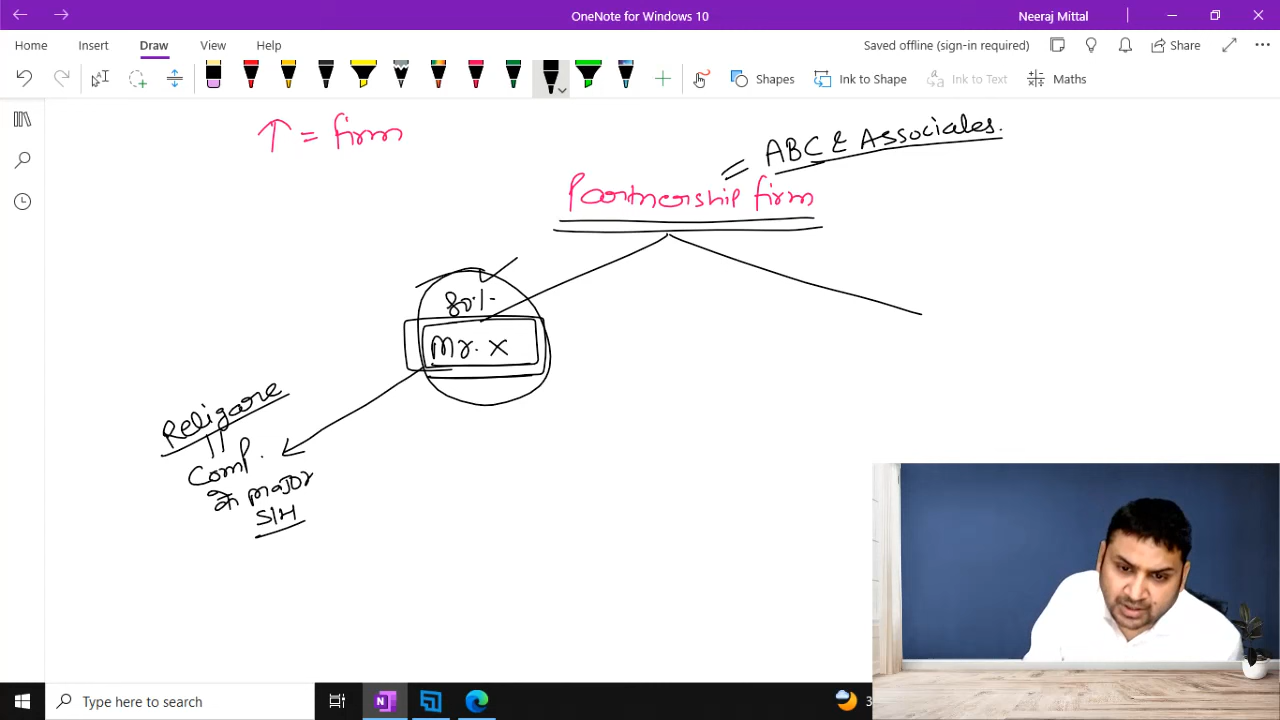 OneNote for Windows 10
Neeraj Mittal
Home Insert Draw View Help
Saved offline (sign-in required)
Share
Shapes
Ink to Shape
Ink to Text
Maths
↑ = firm
= ABC & Associates.
Partnership firm
80%
Mr. X
Religare
Comp.
के major
S/H
Type here to search
3